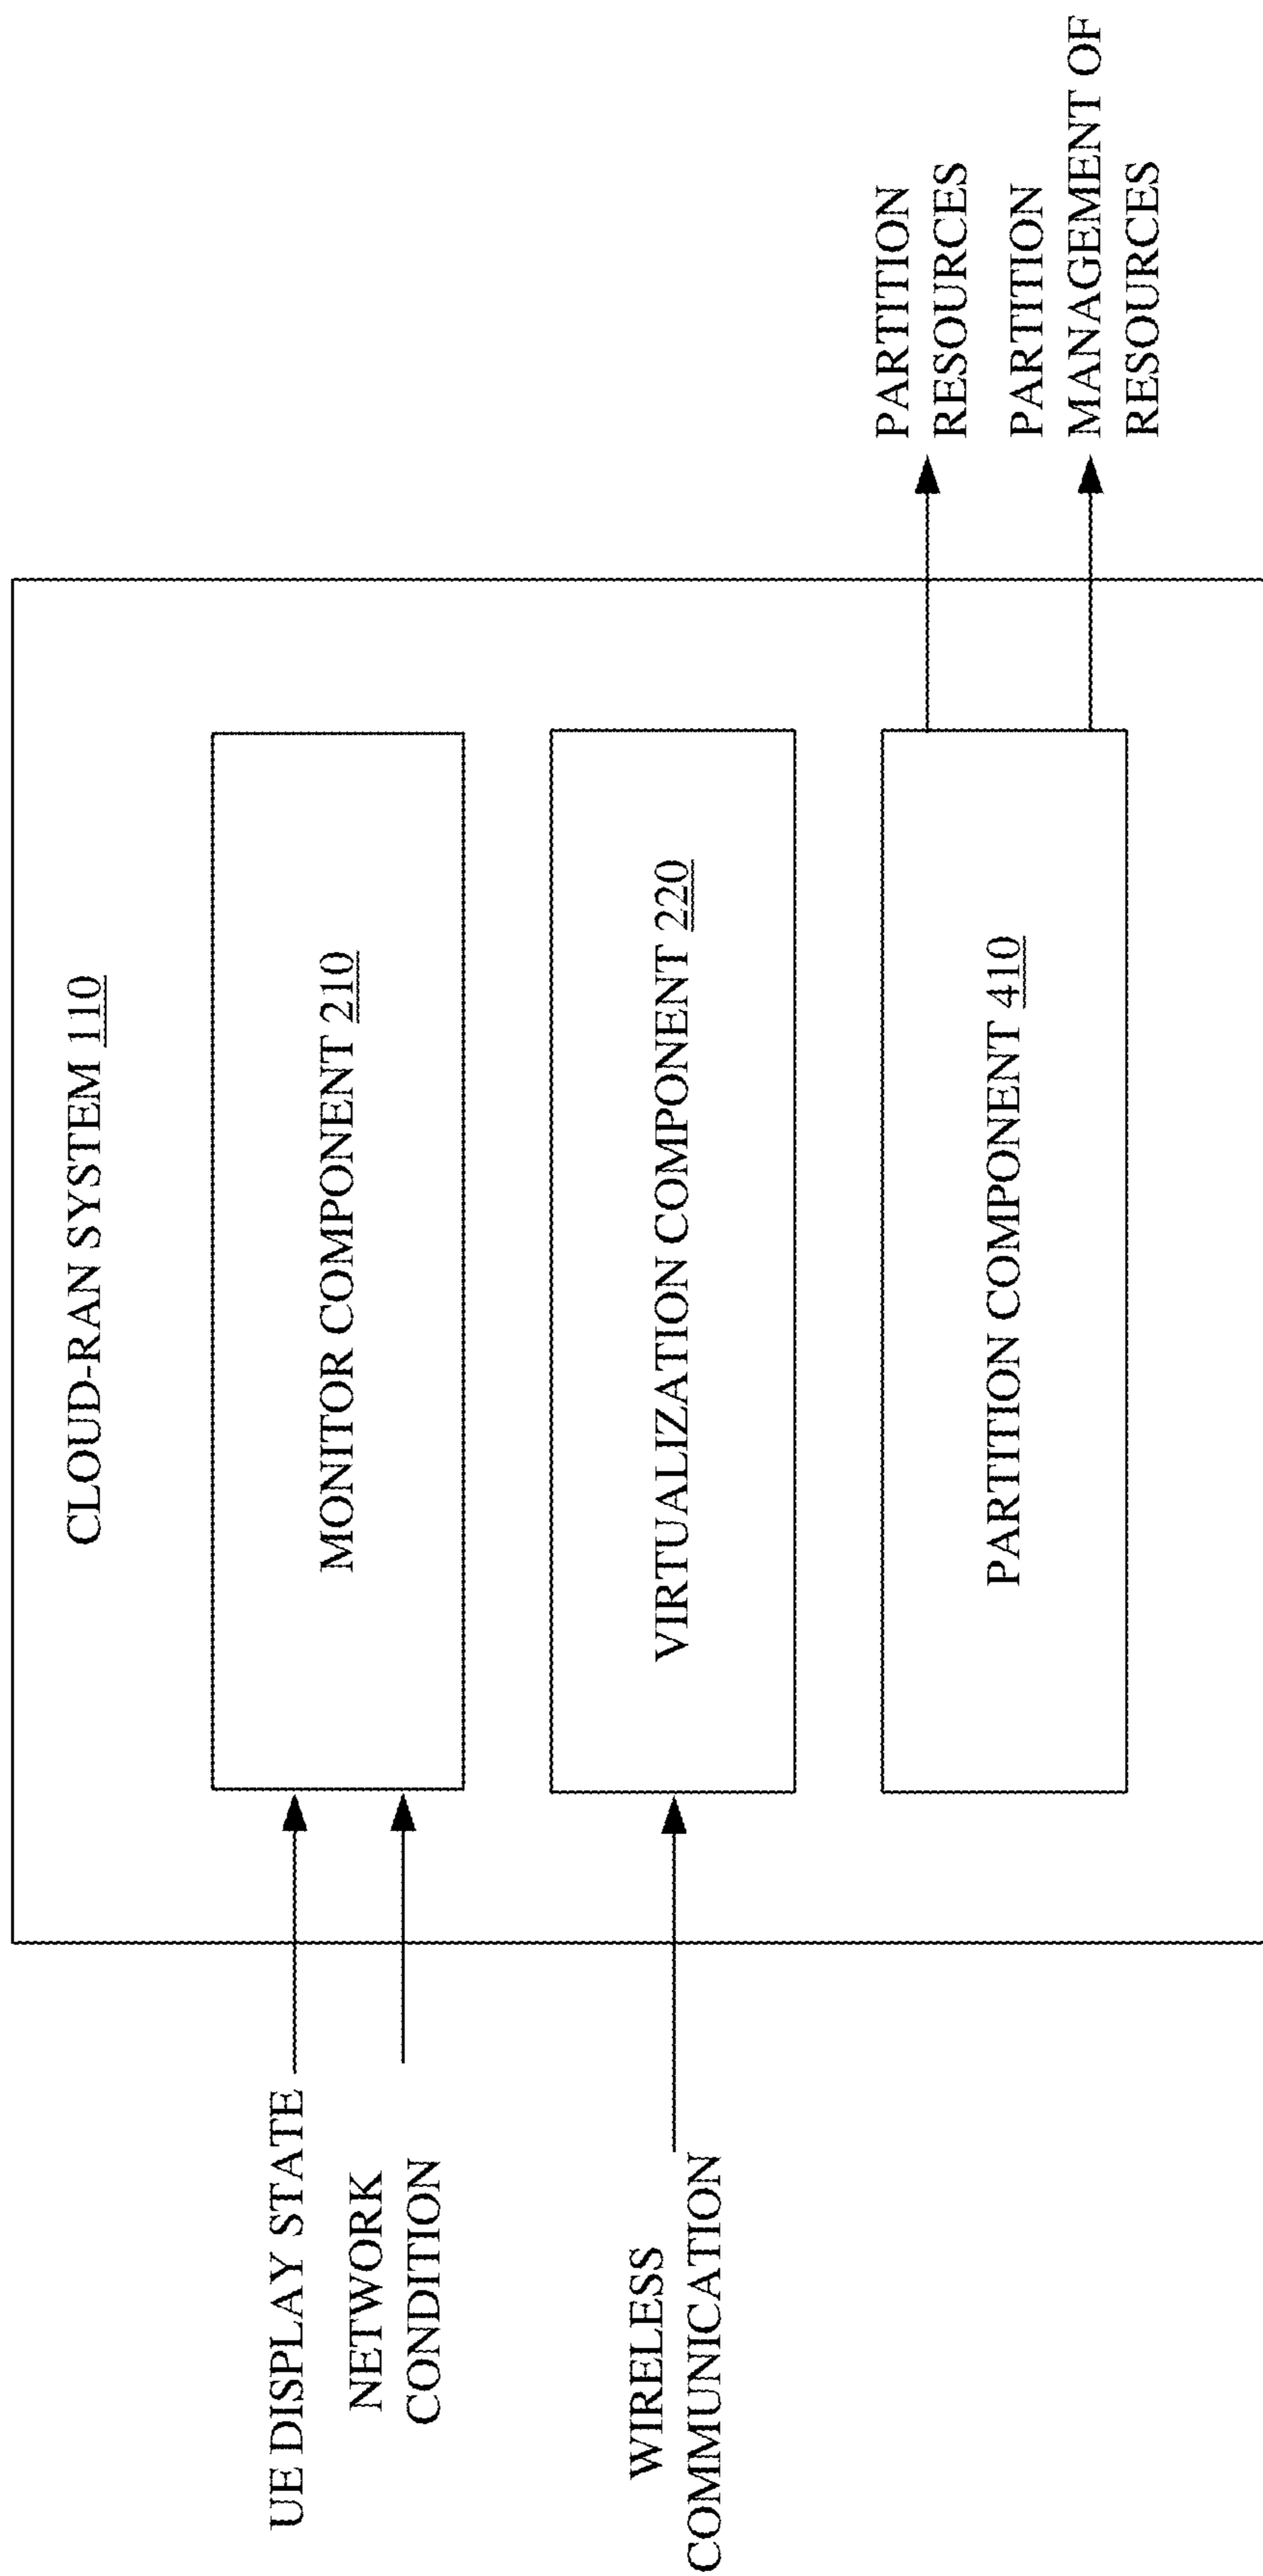 CLOUD-RAN SYSTEM 110
UE DISPLAY STATE
NETWORK
CONDITION
MONITOR COMPONENT 210
WIRELESS
COMMUNICATION
VIRTUALIZATION COMPONENT 220
PARTITION COMPONENT 410
PARTITION
RESOURCES
PARTITION
MANAGEMENT OF
RESOURCES